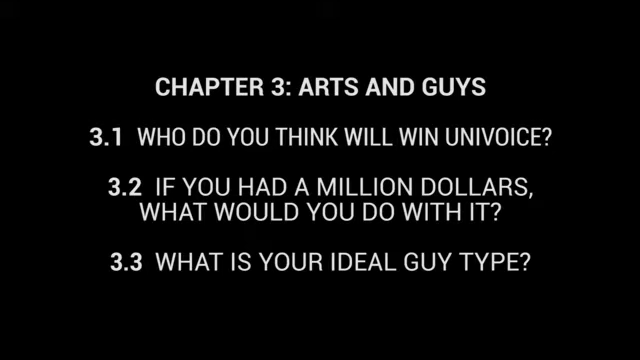 CHAPTER 3: ARTS AND GUYS
3.1 WHO DO YOU THINK WILL WIN UNIVOICE?
3.2 IF YOU HAD A MILLION DOLLARS,
WHAT WOULD YOU DO WITH IT?
3.3 WHAT IS YOUR IDEAL GUY TYPE?